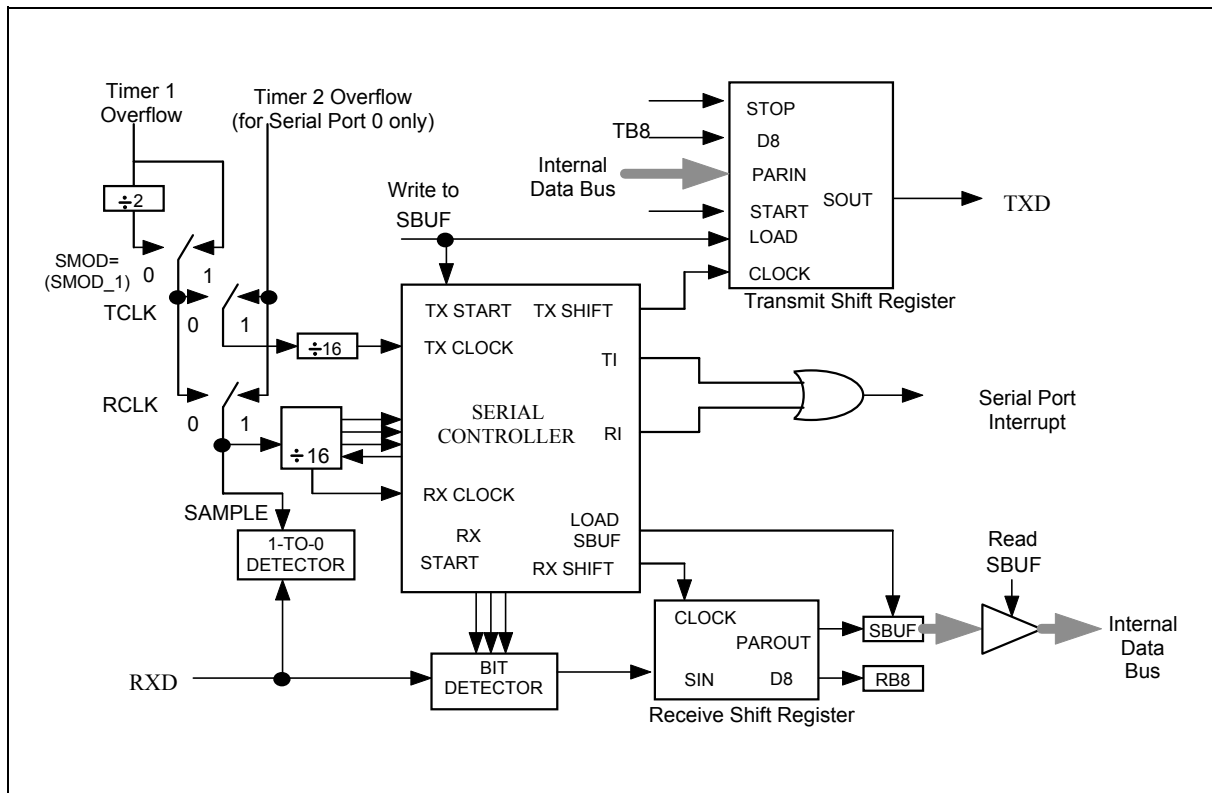 Timer 1
Overflow
Timer 2 Overflow
(for Serial Port 0 only)
÷2
SMOD=
(SMOD_1)
0
1
TCLK
0
1
÷16
RCLK
0
1
÷16
SAMPLE
1-TO-0
DETECTOR
RXD
Write to
SBUF
TX START
TX SHIFT
TX CLOCK
TI
SERIAL
CONTROLLER
RI
RX CLOCK
LOAD
SBUF
RX
START
RX SHIFT
BIT
DETECTOR
TB8
Internal
Data Bus
STOP
D8
PARIN
SOUT
START
LOAD
CLOCK
Transmit Shift Register
TXD
Serial Port
Interrupt
CLOCK
PAROUT
SIN
D8
Receive Shift Register
SBUF
RB8
Read
SBUF
Internal
Data
Bus